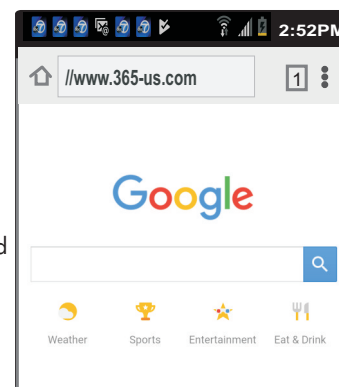 2:52PM
//www.365-us.com 1
Google
d
Weather Sports Entertainment Eat & Drink